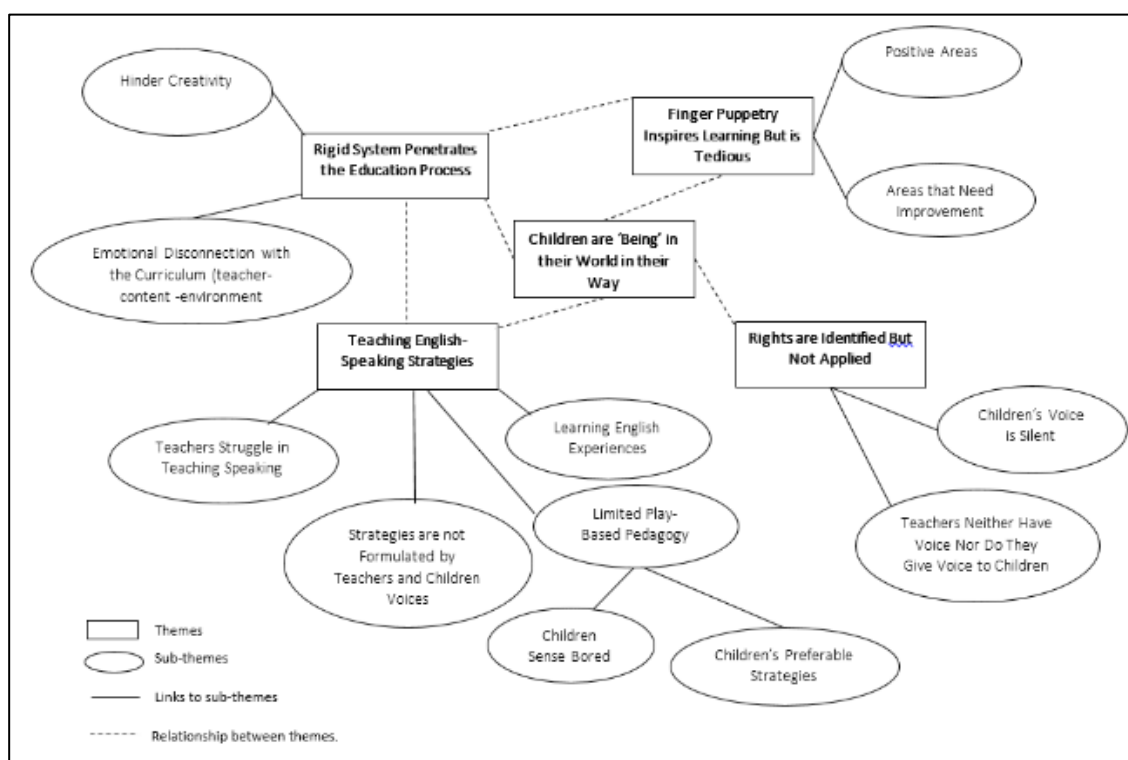 Hinder Creativity
Positive Areas
Finger Puppetry
Inspires Learning But is
Tedious
Rigid System Penetrates
the Education Process
Areas that Need
Improvement
Emotional Disconnection with
the Curriculum (teacher-
content -environment
Children are 'Being' in
their World in their
Way
Teaching English-
Speaking Strategies
Rights are Identified But
Not Applied
Children's Voice
is Silent
Learning English
Experiences
Teachers Struggle in
Teaching Speaking
Limited Play-
Based Pedagogy
Teachers Neither Have
Voice Nor Do They
Give Voice to Children
Strategies are not
Formulated by
Teachers and Children
Voices
Children
Sense Bored
Children's Preferable
Strategies
Themes
Sub-themes
Links to sub-themes
Relationship between themes.